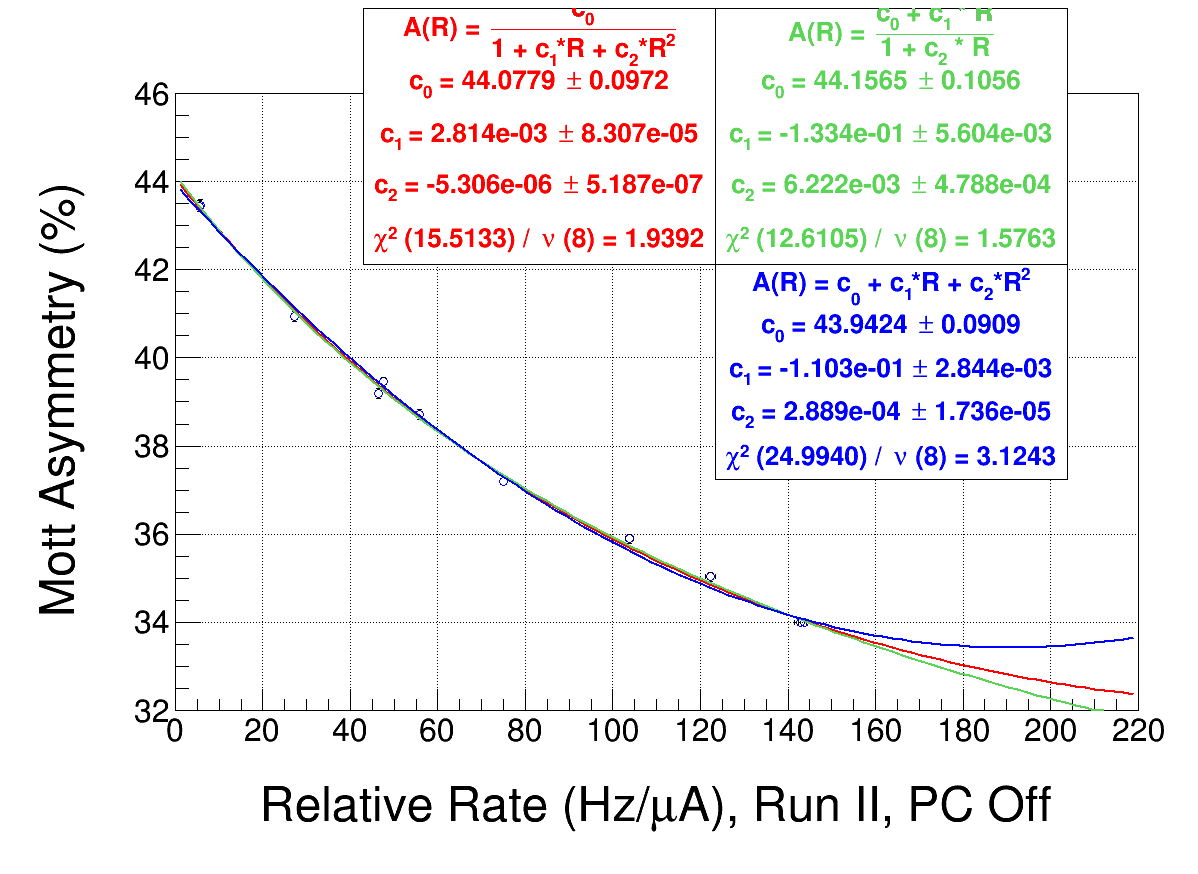 A(R) = c₀ / (1 + c₁*R + c₂*R²)
c₀ = 44.0779 ± 0.0972
c₁ = 2.814e-03 ± 8.307e-05
c₂ = -5.306e-06 ± 5.187e-07
χ² (15.5133) / ν (8) = 1.9392
A(R) = (c₀ + c₁ * R) / (1 + c₂ * R)
c₀ = 44.1565 ± 0.1056
c₁ = -1.334e-01 ± 5.604e-03
c₂ = 6.222e-03 ± 4.788e-04
χ² (12.6105) / ν (8) = 1.5763
A(R) = c₀ + c₁*R + c₂*R²
c₀ = 43.9424 ± 0.0909
c₁ = -1.103e-01 ± 2.844e-03
c₂ = 2.889e-04 ± 1.736e-05
χ² (24.9940) / ν (8) = 3.1243
Mott Asymmetry (%)
46
44
42
40
38
36
34
32
0 20 40 60 80 100 120 140 160 180 200 220
Relative Rate (Hz/μA), Run II, PC Off